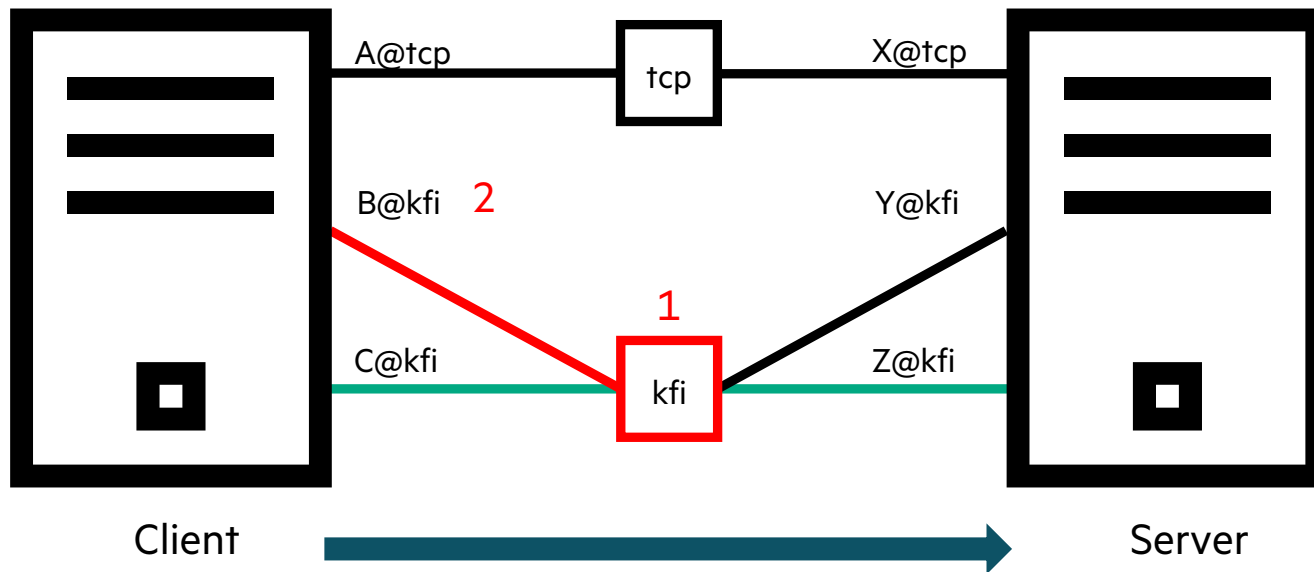 A@tcp
tcp
X@tcp
B@kfi
2
Y@kfi
1
C@kfi
kfi
Z@kfi
Client
Server